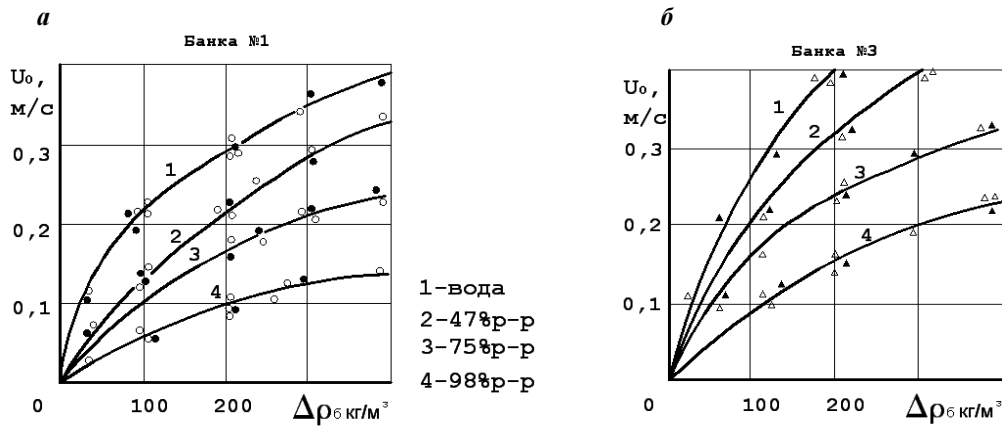 а
Банка №1
U₀,
м/с
0,3
0,2
0,1
0 100 200 Δρб кг/м³
1
2
3
4
1-вода
2-47%р-р
3-75%р-р
4-98%р-р
б
Банка №3
U₀,
м/с
0,3
0,2
0,1
0 100 200 Δρб кг/м³
1
2
3
4